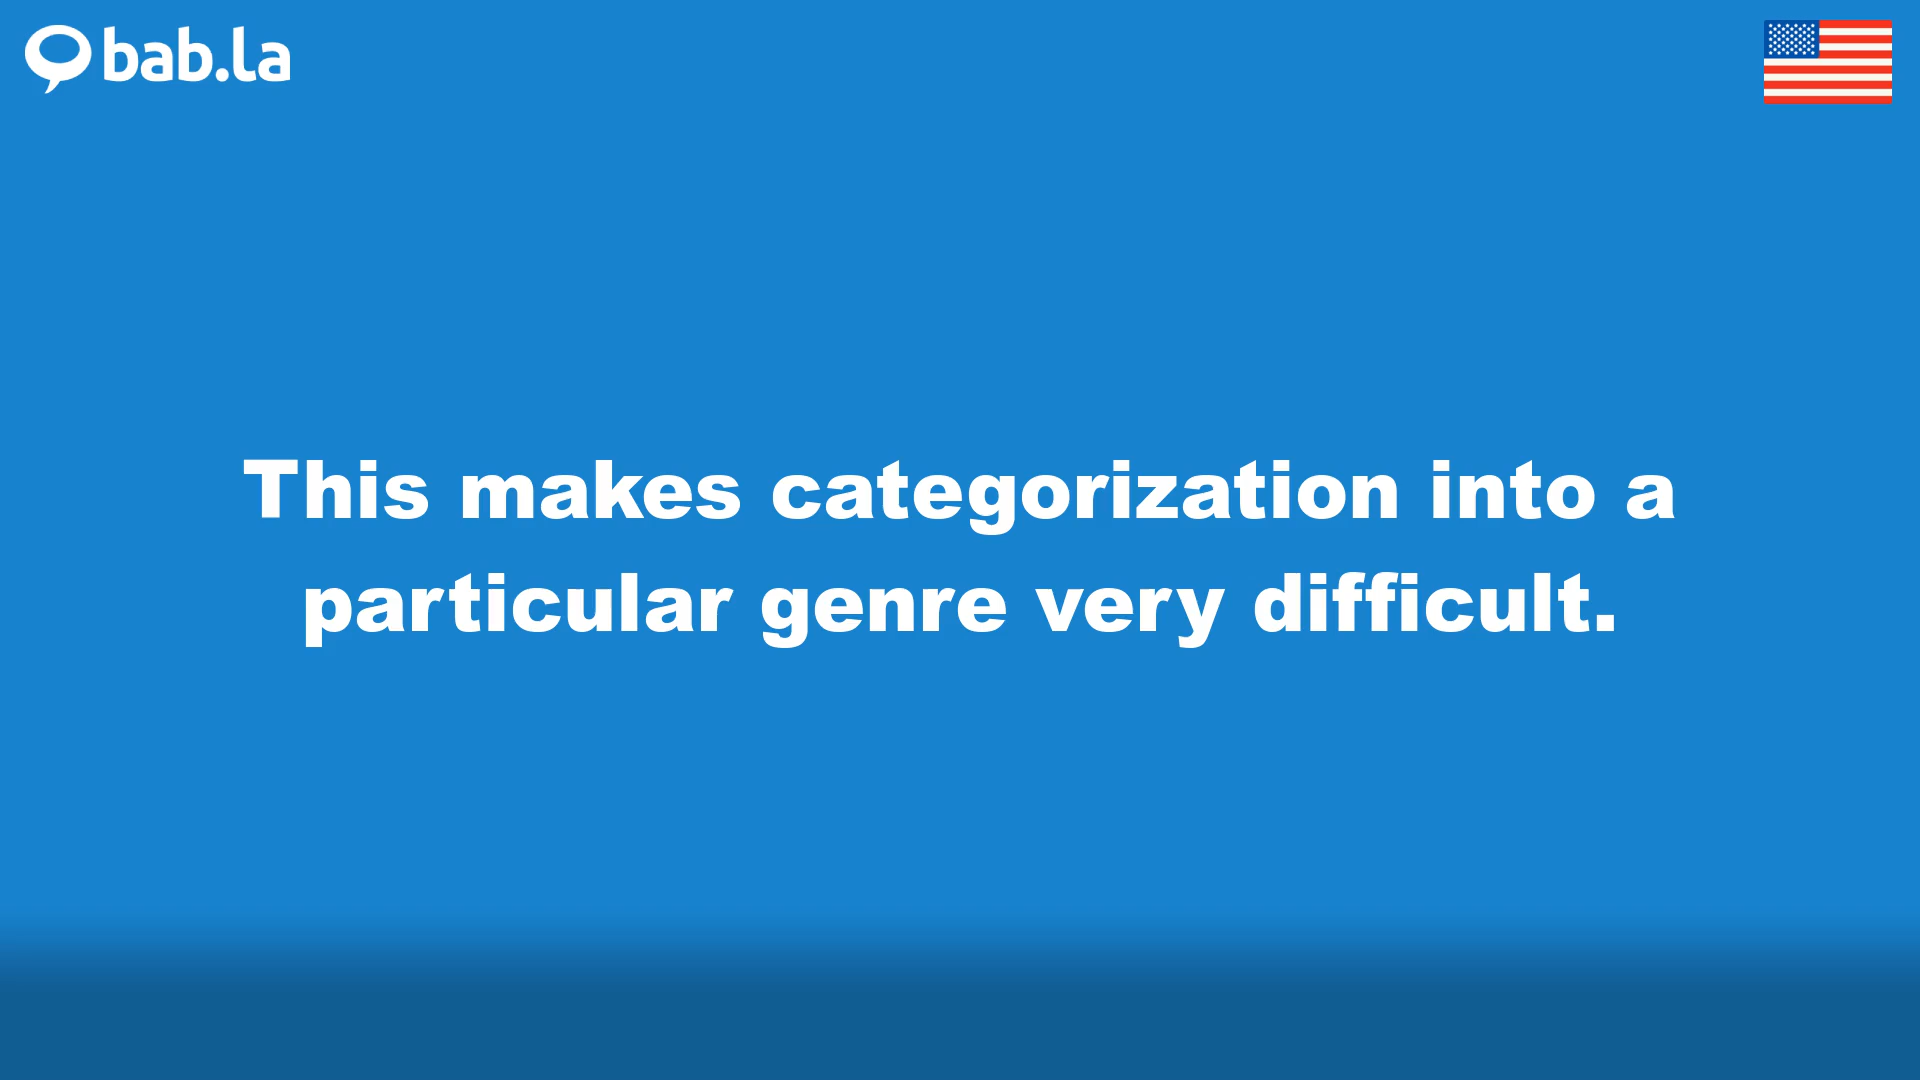 bab.la
This makes categorization into a
particular genre very difficult.